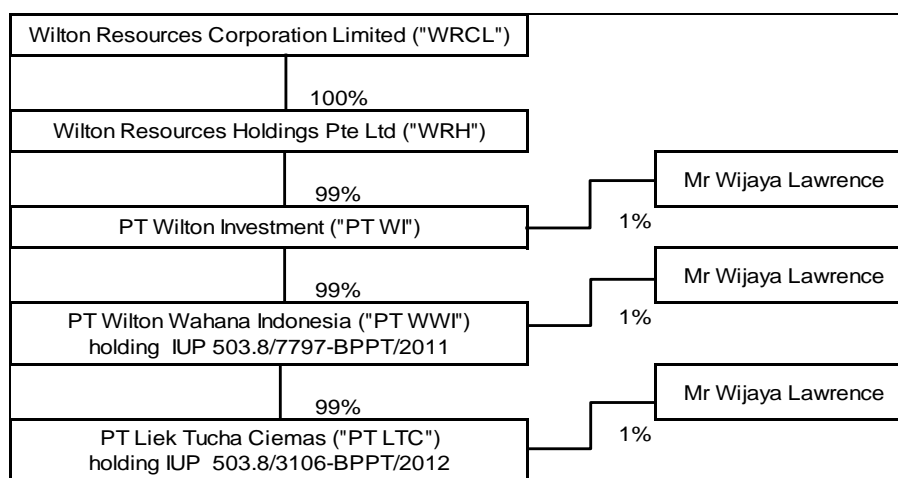 Wilton Resources Corporation Limited ("WRCL")
100%
Wilton Resources Holdings Pte Ltd ("WRH")
99%
Mr Wijaya Lawrence
1%
PT Wilton Investment ("PT WI")
99%
Mr Wijaya Lawrence
1%
PT Wilton Wahana Indonesia ("PT WWI")
holding IUP 503.8/7797-BPPT/2011
99%
Mr Wijaya Lawrence
1%
PT Liek Tucha Ciemas ("PT LTC")
holding IUP 503.8/3106-BPPT/2012